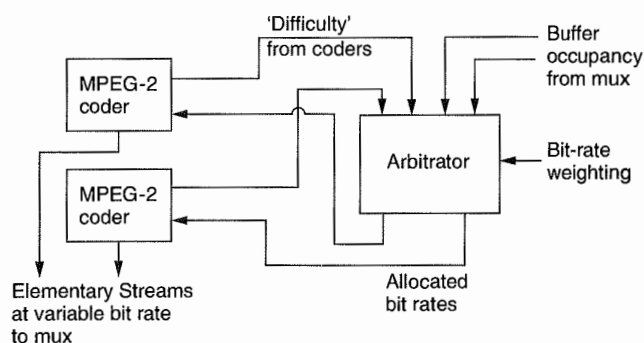 'Difficulty'
from coders
Buffer
occupancy
from mux
MPEG-2
coder
Arbitrator
Bit-rate
weighting
MPEG-2
coder
Allocated
bit rates
Elementary Streams
at variable bit rate
to mux